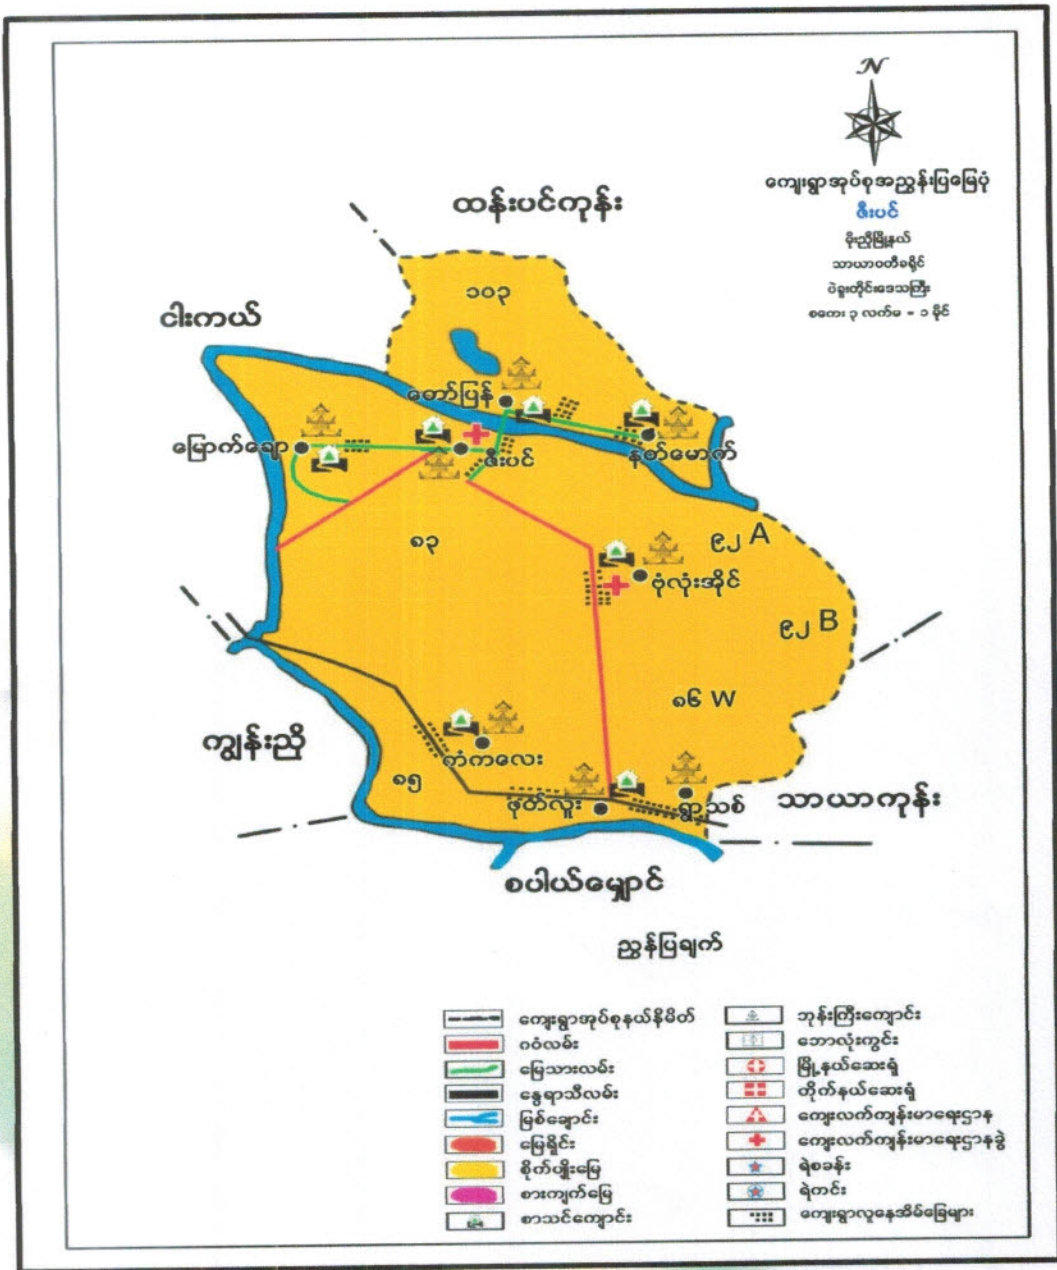 N
ကျေးရွာအုပ်စုအညွှန်းပြမြေပုံ
ဇီးပင်
မိုးညိုမြို့နယ်
သာယာဝတီခရိုင်
ပဲခူးတိုင်းဒေသကြီး
စကေး ၃ လက်မ = ၁ မိုင်
ထန်းပင်ကုန်း
၁၀၃
ငါးကယ်
တော်ပြန်
မြောက်ချော
ဇီးပင်
နတ်မောက်
၈၃
၉၂ A
ဗုံလုံးအိုင်
၉၂ B
၈၆ W
ကျွန်းညို
ကံကလေး
၈၅
ဖုတ်လူး
ရွာသစ်
သာယာကုန်း
စပါယ်မျှောင်
ညွှန်ပြချက်
ကျေးရွာအုပ်စုနယ်နိမိတ်
ဂဝံလမ်း
မြေသားလမ်း
နွေရာသီလမ်း
မြစ်ချောင်း
မြေရိုင်း
စိုက်ပျိုးမြေ
စားကျက်မြေ
စာသင်ကျောင်း
ဘုန်းကြီးကျောင်း
ဘောလုံးကွင်း
မြို့နယ်ဆေးရုံ
တိုက်နယ်ဆေးရုံ
ကျေးလက်ကျန်းမာရေးဌာန
ကျေးလက်ကျန်းမာရေးဌာနခွဲ
ရဲစခန်း
ရဲကင်း
ကျေးရွာလူနေအိမ်ခြေများ